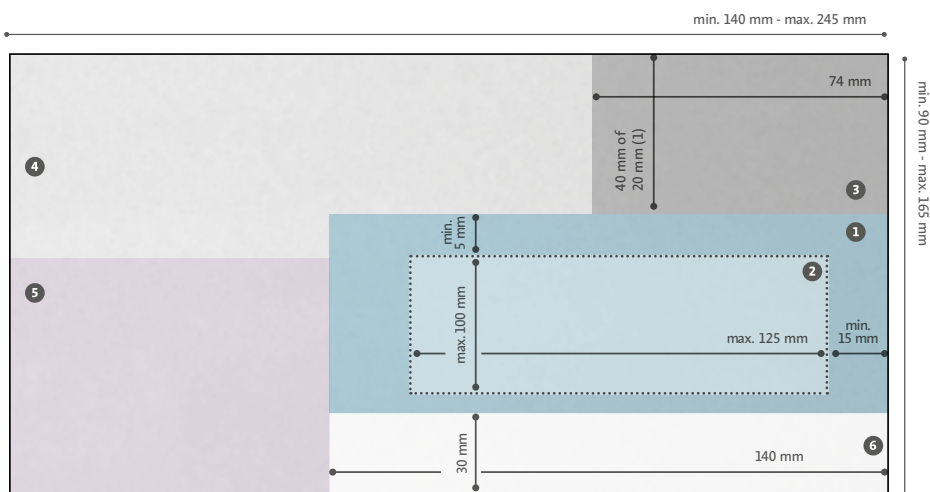 min. 140 mm - max. 245 mm
74 mm
min. 90 mm - max. 165 mm
40 mm of
20 mm (1)
4
3
1
min.
5 mm
2
5
max.100 mm
max. 125 mm
min.
15 mm
6
30 mm
140 mm